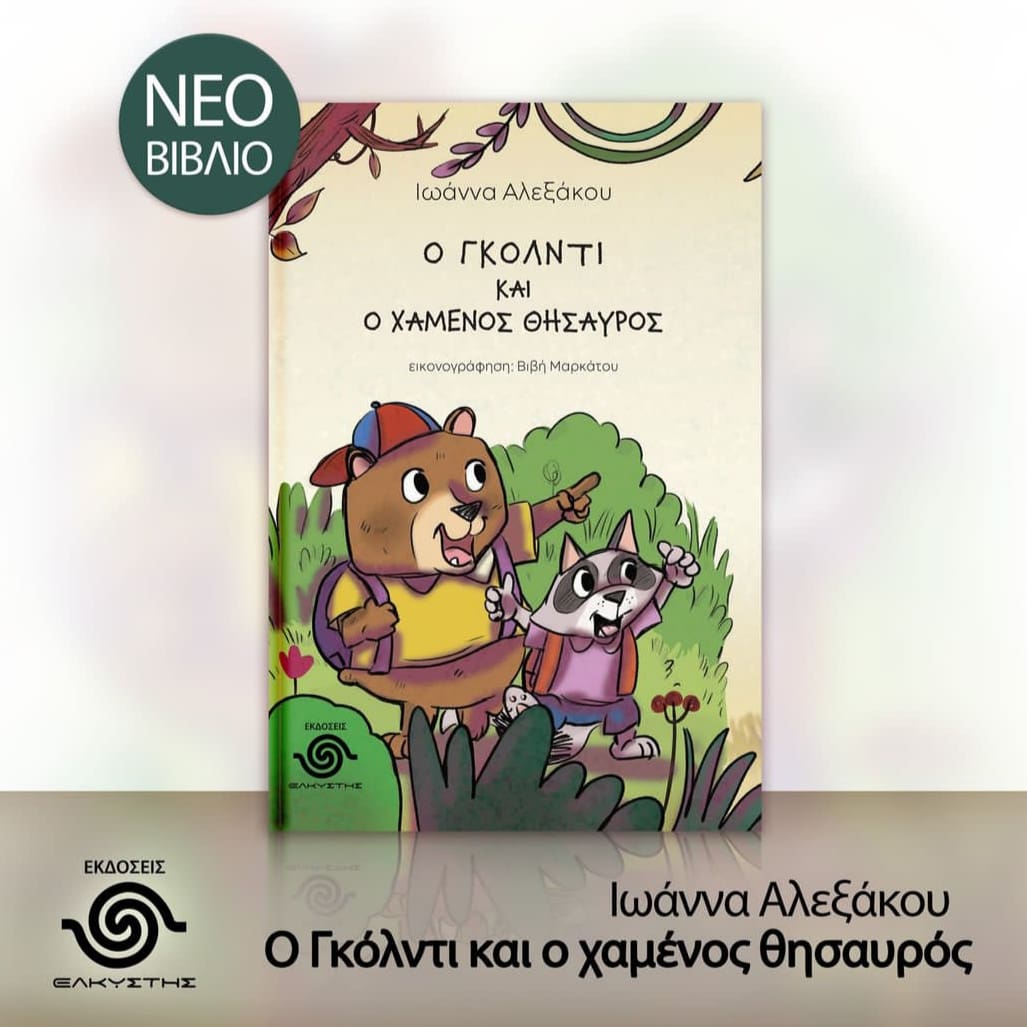 ΝΕΟ
ΒΙΒΛΙΟ
Ιωάννα Αλεξάκου
Ο ΓΚΟΛΝΤΙ
ΚΑΙ
Ο ΧΑΜΕΝΟΣ ΘΗΣΑΥΡΟΣ
εικονογράφηση: Βιβή Μαρκάτου
ΕΚΔΟΣΕΙΣ
ΕΛΚΥΣΤΗΣ
ΕΚΔΟΣΕΙΣ
ΕΛΚΥΣΤΗΣ
Ιωάννα Αλεξάκου
Ο Γκόλντι και ο χαμένος θησαυρός